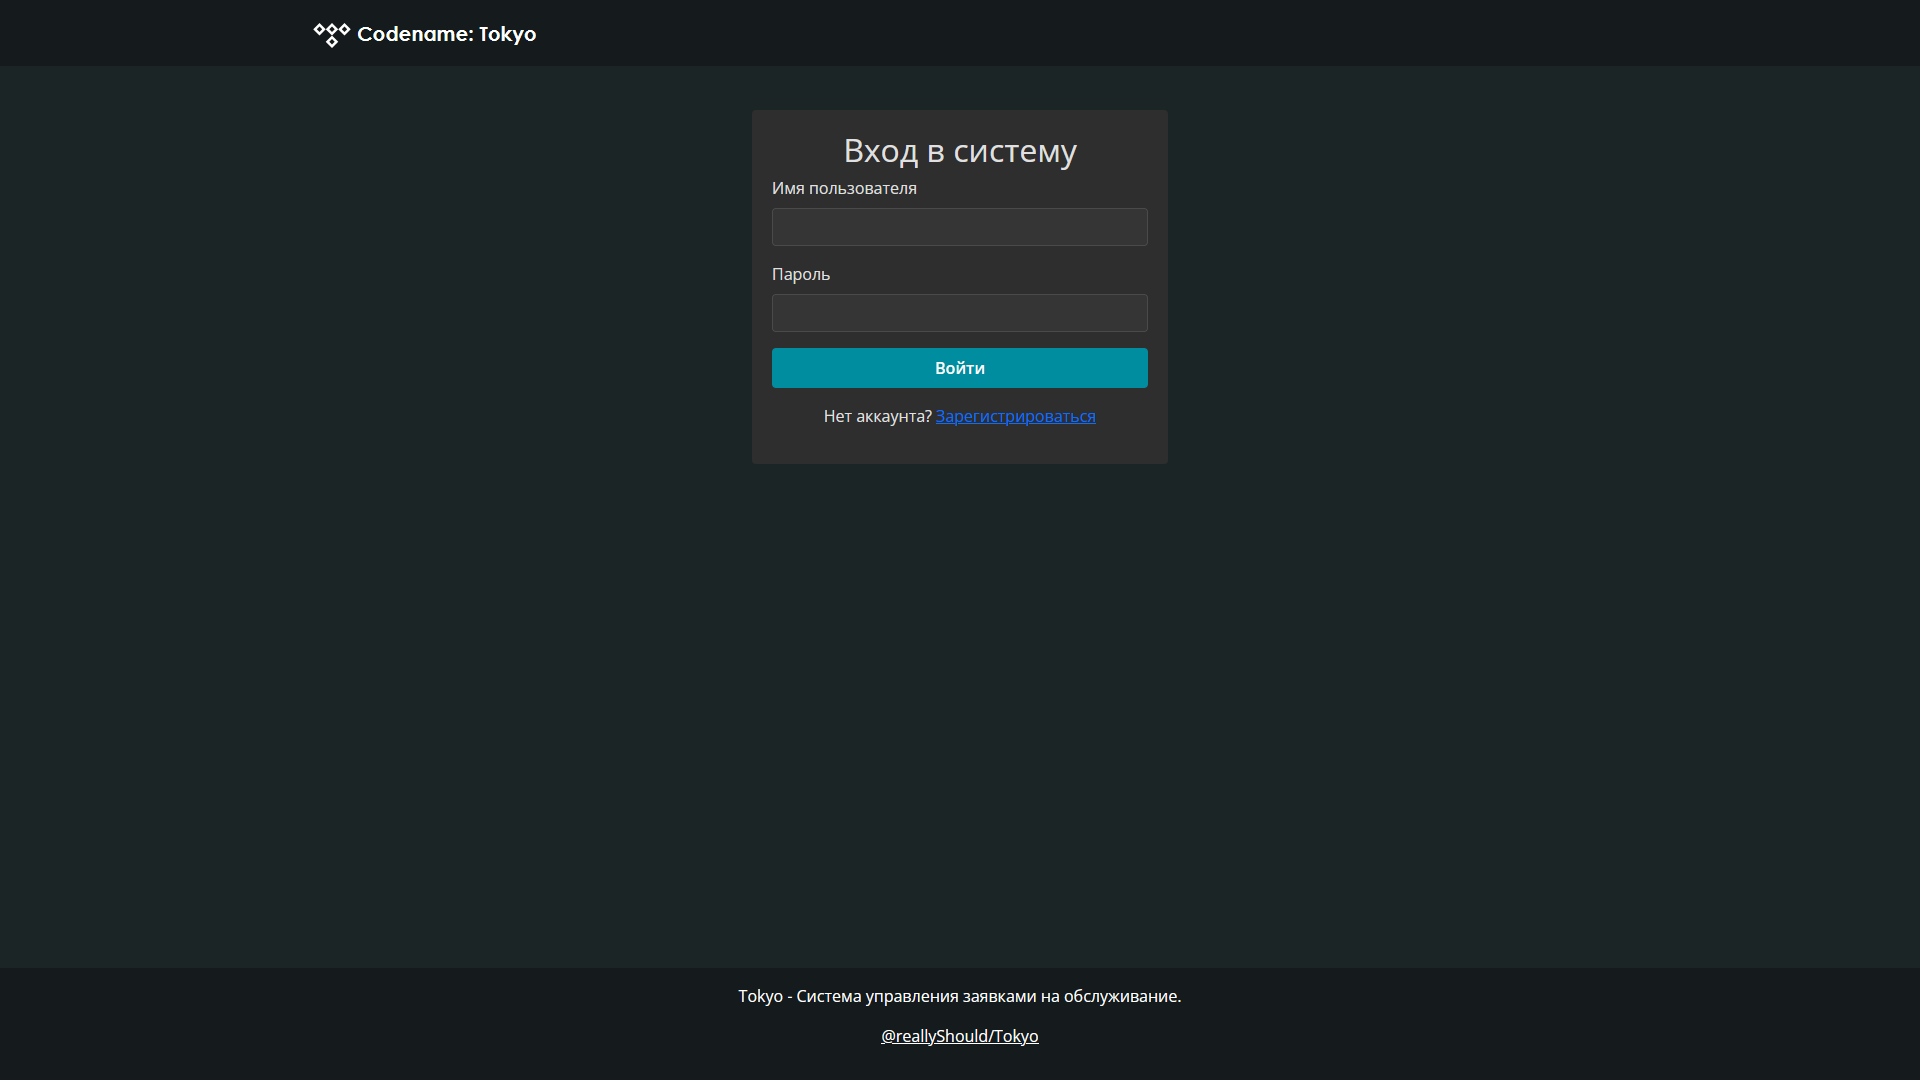 Codename: Tokyo
Вход в систему
Имя пользователя
Пароль
Войти
Нет аккаунта? Зарегистрироваться
Tokyo - Система управления заявками на обслуживание.
@reallyShould/Tokyo